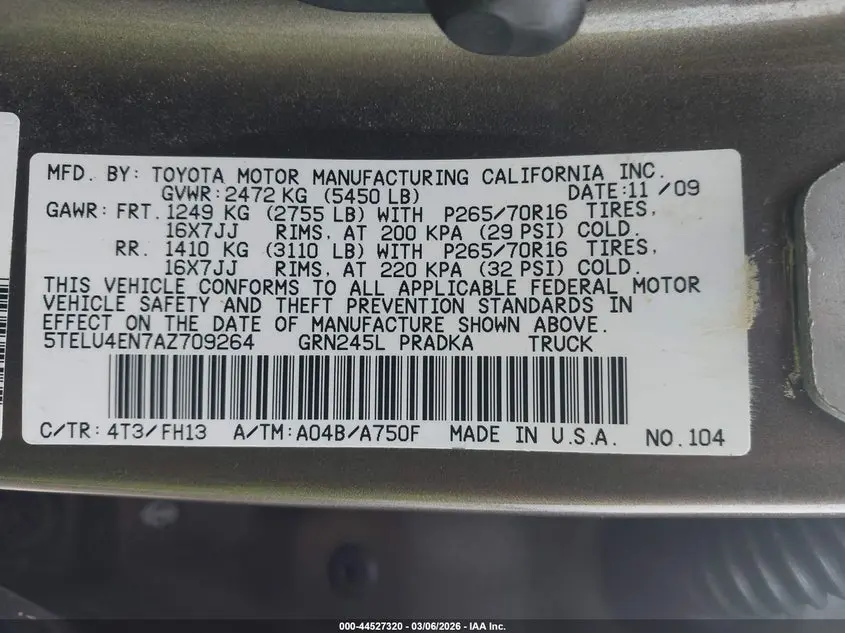 MFD. BY: TOYOTA MOTOR MANUFACTURING CALIFORNIA INC.
GVWR: 2472 KG (5450 LB) DATE: 11 / 09
GAWR: FRT. 1249 KG (2755 LB) WITH P265/70R16 TIRES,
16X7JJ RIMS, AT 200 KPA (29 PSI) COLD.
RR. 1410 KG (3110 LB) WITH P265/70R16 TIRES,
16X7JJ RIMS, AT 220 KPA (32 PSI) COLD.
THIS VEHICLE CONFORMS TO ALL APPLICABLE FEDERAL MOTOR
VEHICLE SAFETY AND THEFT PREVENTION STANDARDS IN
EFFECT ON THE DATE OF MANUFACTURE SHOWN ABOVE.
5TELU4EN7AZ709264 GRN245L PRADKA TRUCK
C/TR: 4T3/FH13 A/TM: A04B/A750F MADE IN U.S.A. NO. 104
000-44527320 | 03/06/2026 - IAA Inc.